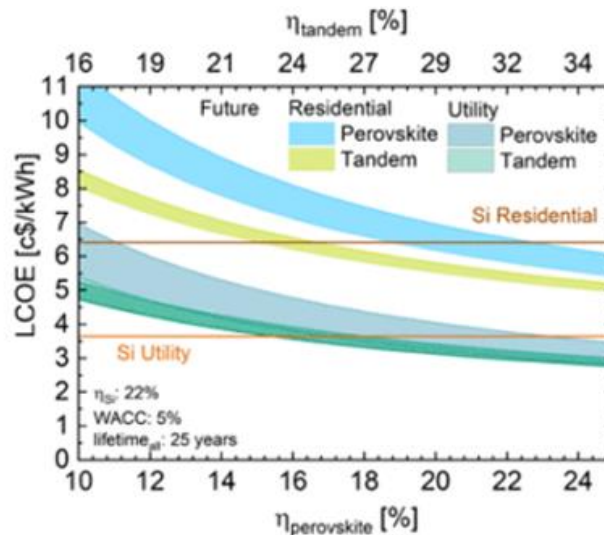 η_tandem [%]
16 19 21 24 26 29 32 34
LCOE [c$/kWh]
11
10
9
8
7
6
5
4
3
2
1
0
Future Residential Utility
Perovskite Perovskite
Tandem Tandem
Si Residential
Si Utility
η_Si: 22%
WACC: 5%
lifetime_all: 25 years
10 12 14 16 18 20 22 24
η_perovskite [%]